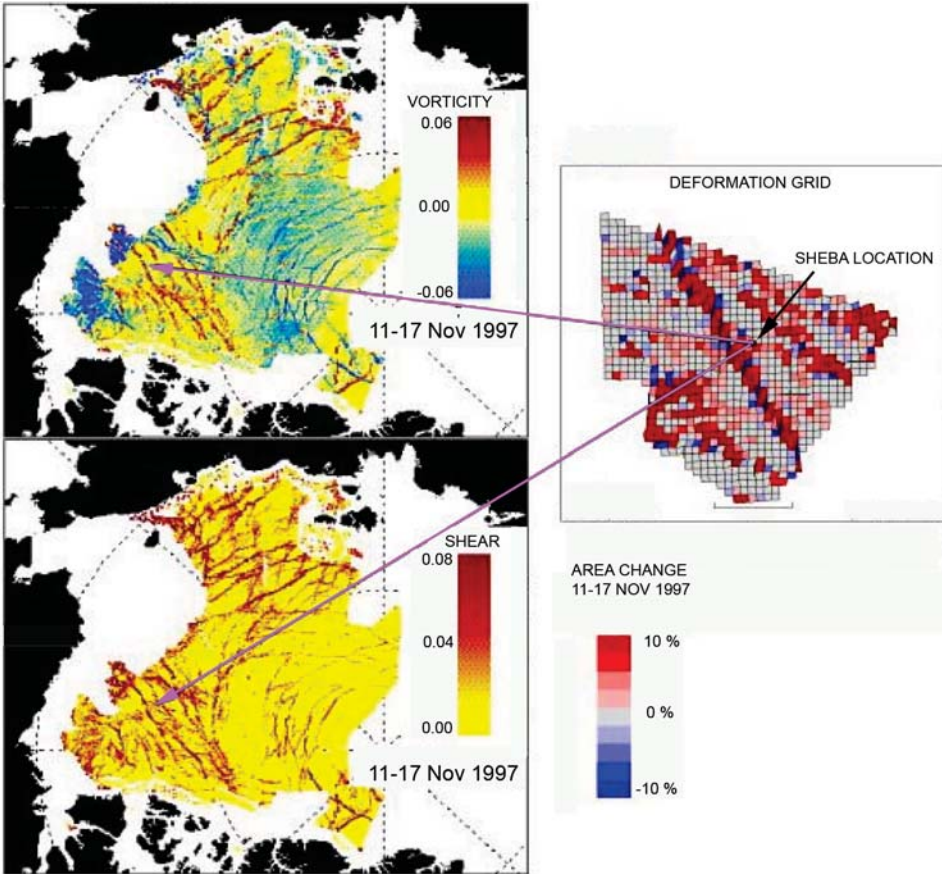 VORTICITY
0.06
0.00
-0.06
11-17 Nov 1997
DEFORMATION GRID
SHEBA LOCATION
SHEAR
0.08
0.04
0.00
11-17 Nov 1997
AREA CHANGE
11-17 NOV 1997
10 %
0 %
-10 %